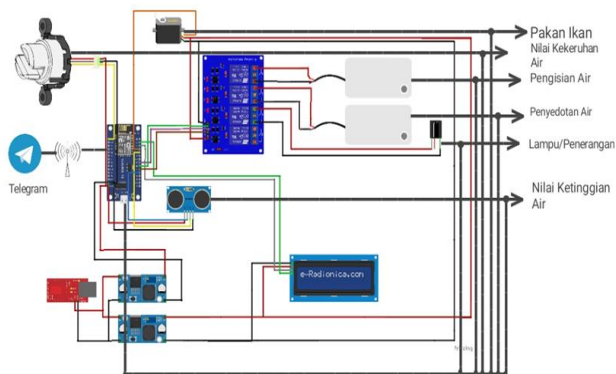 Pakan Ikan
Nilai Kekeruhan
Air
Pengisian Air
Penyedotan Air
Lampu/Penerangan
Telegram
Nilai Ketinggian
Air
e-Radionica.com